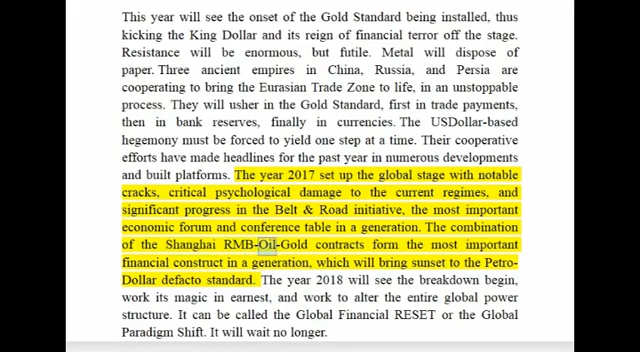 This year will see the onset of the Gold Standard being installed, thus
kicking the King Dollar and its reign of financial terror off the stage.
Resistance will be enormous, but futile. Metal will dispose of
paper. Three ancient empires in China, Russia, and Persia are
cooperating to bring the Eurasian Trade Zone to life, in an unstoppable
process. They will usher in the Gold Standard, first in trade payments,
then in bank reserves, finally in currencies. The USDollar-based
hegemony must be forced to yield one step at a time. Their cooperative
efforts have made headlines for the past year in numerous developments
and built platforms. The year 2017 set up the global stage with notable
cracks, critical psychological damage to the current regimes, and
significant progress in the Belt & Road initiative, the most important
economic forum and conference table in a generation. The combination
of the Shanghai RMB-Oil-Gold contracts form the most important
financial construct in a generation, which will bring sunset to the Petro-
Dollar defacto standard. The year 2018 will see the breakdown begin,
work its magic in earnest, and work to alter the entire global power
structure. It can be called the Global Financial RESET or the Global
Paradigm Shift. It will wait no longer.